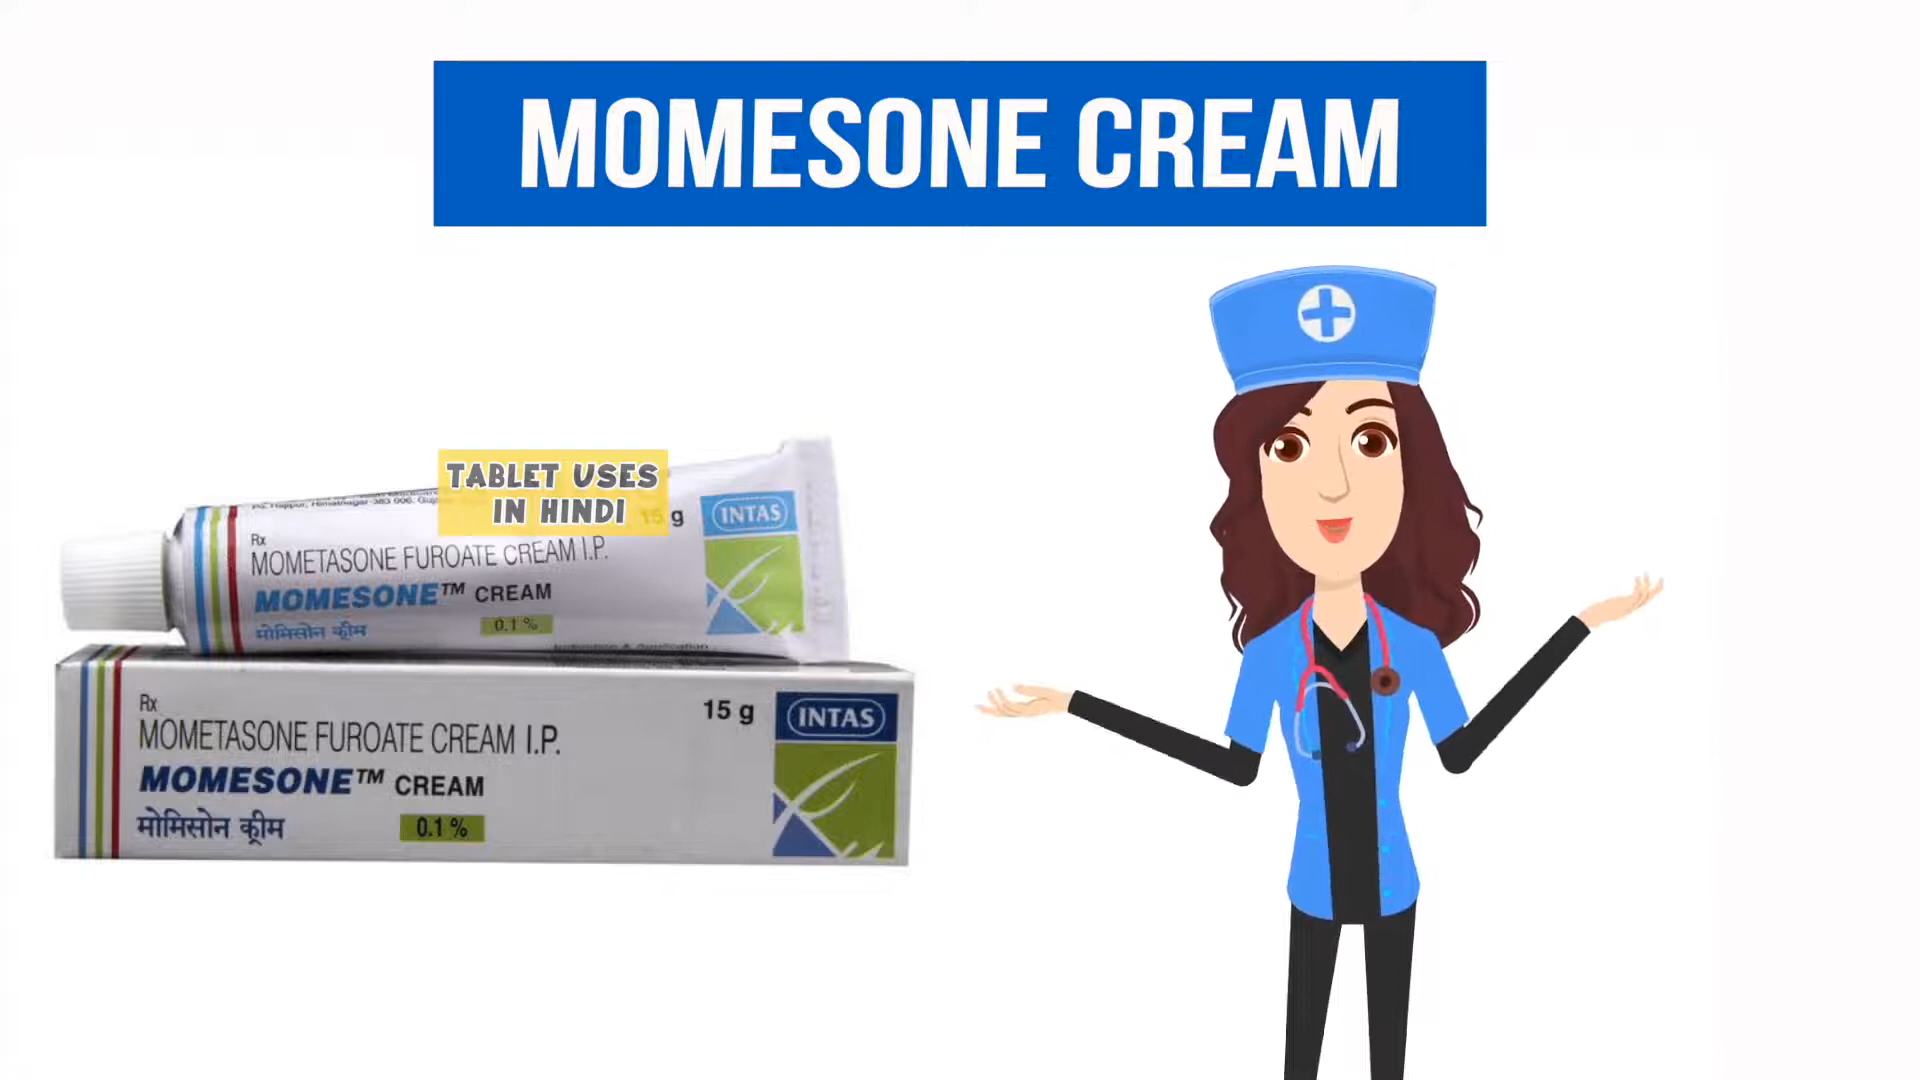 MOMESONE CREAM
TABLET USES
IN HINDI
15 g
INTAS
Rx
MOMETASONE FUROATE CREAM I.P.
MOMESONE™ CREAM
मोमिसोन क्रीम
0.1 %
Rx
15 g
INTAS
MOMETASONE FUROATE CREAM I.P.
MOMESONE™ CREAM
मोमिसोन क्रीम
0.1 %